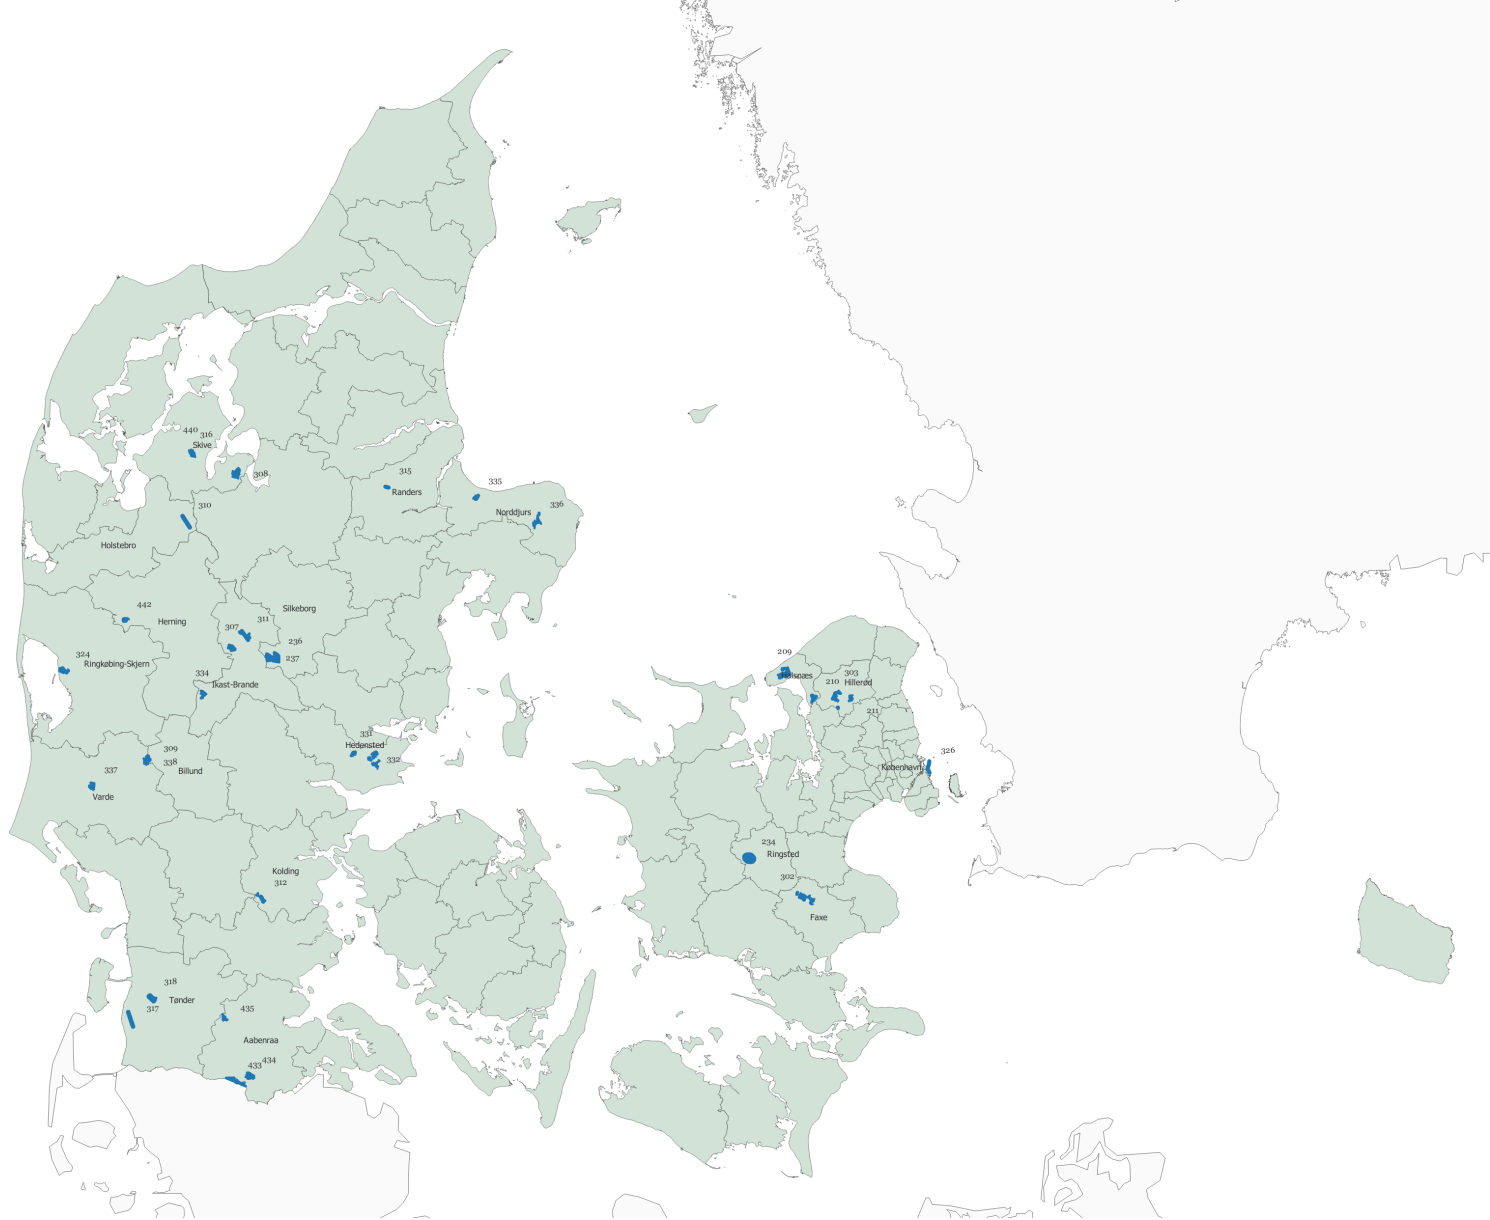 440
316
Skive
308
310
315
Randers
335
336
Norddjurs
Holstebro
442
Herning
Silkeborg
307
311
236
237
324
Ringkøbing-Skjern
334
Ikast-Brande
331
Hedensted
332
309
338
Billund
337
Varde
Kolding
312
318
Tønder
317
435
Aabenraa
434
433
209
Halsnæs
303
210
Hillerød
211
326
København
234
Ringsted
302
Faxe